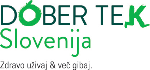 DOBER TEK
Slovenija
Zdravo uživaj & več gibaj.